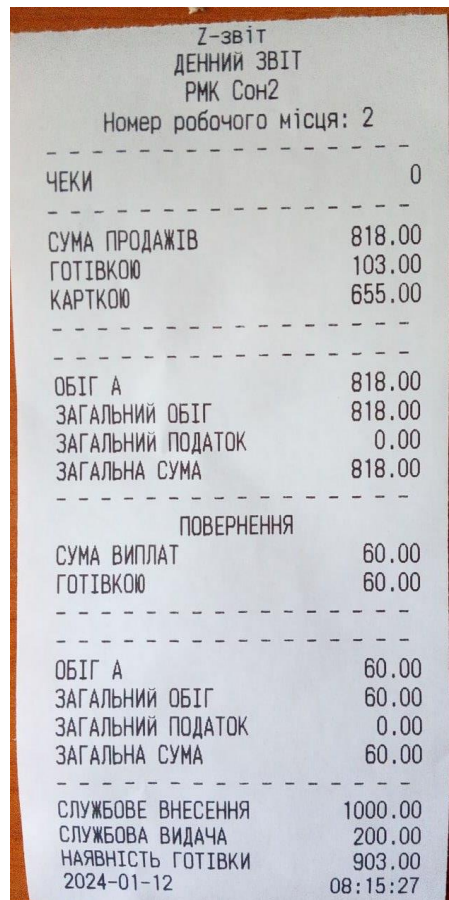 Z-звіт
ДЕННИЙ ЗВІТ
РМК Сон2
Номер робочого місця: 2
- - - - - - - - - - - - - - - -
ЧЕКИ 0
- - - - - - - - - - - - - - - -
СУМА ПРОДАЖІВ 818.00
ГОТІВКОЮ 103.00
КАРТКОЮ 655.00
- - - - - - - - - - - - - - - -
- - - - - - - - - - - - - - - -
ОБІГ А 818.00
ЗАГАЛЬНИЙ ОБІГ 818.00
ЗАГАЛЬНИЙ ПОДАТОК 0.00
ЗАГАЛЬНА СУМА 818.00
- - - - - - - - - - - - - - - -
ПОВЕРНЕННЯ
СУМА ВИПЛАТ 60.00
ГОТІВКОЮ 60.00
- - - - - - - - - - - - - - - -
- - - - - - - - - - - - - - - -
ОБІГ А 60.00
ЗАГАЛЬНИЙ ОБІГ 60.00
ЗАГАЛЬНИЙ ПОДАТОК 0.00
ЗАГАЛЬНА СУМА 60.00
- - - - - - - - - - - - - - - -
СЛУЖБОВЕ ВНЕСЕННЯ 1000.00
СЛУЖБОВА ВИДАЧА 200.00
НАЯВНІСТЬ ГОТІВКИ 903.00
2024-01-12 08:15:27